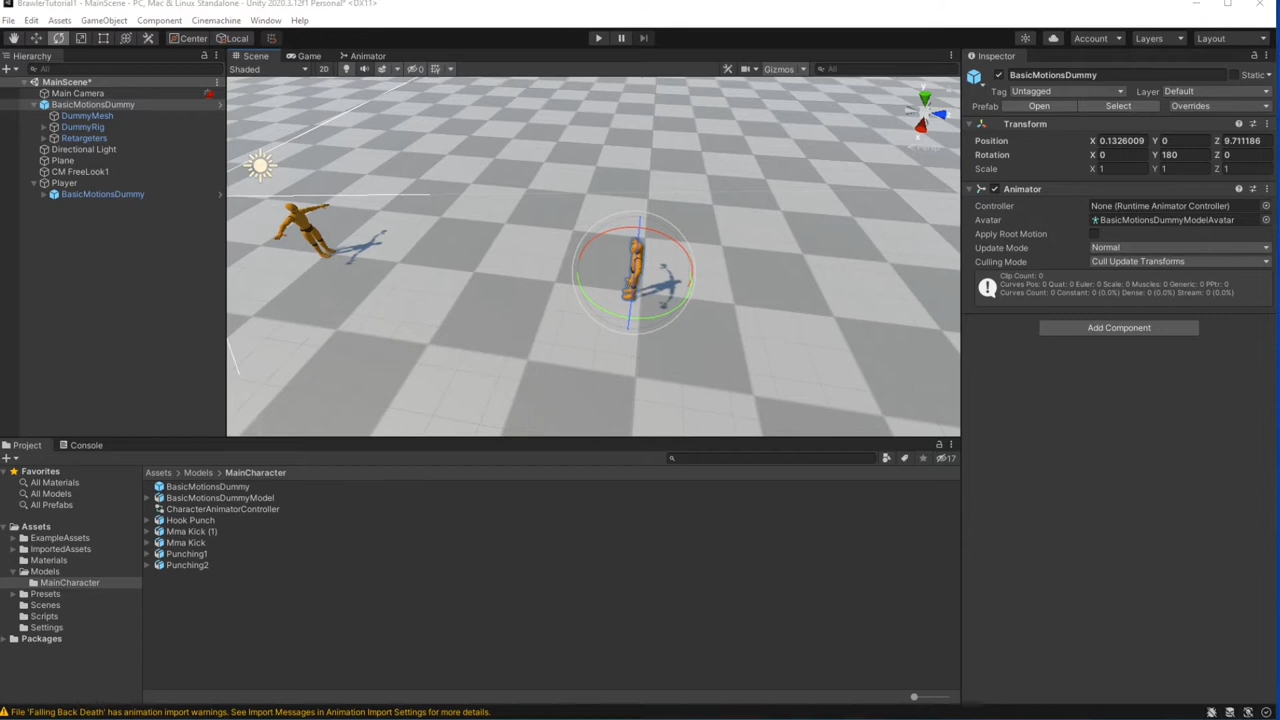 BrawlerTutorial1 - MainScene - PC, Mac & Linux Standalone - Unity 2020.3.12f1 Personal* <DX11>
File Edit Assets GameObject Component Cinemachine Window Help
Center Local Account Layers Layout
Hierarchy
All
MainScene*
Main Camera
BasicMotionsDummy
DummyMesh
DummyRig
Retargeters
Directional Light
Plane
CM FreeLook1
Player
BasicMotionsDummy
Scene Game Animator
Shaded 2D 0 Gizmos All
y
z
x
Persp
Inspector
BasicMotionsDummy Static
Tag Untagged Layer Default
Prefab Open Select Overrides
Transform
Position X 0.1326009 Y 0 Z 9.711186
Rotation X 0 Y 180 Z 0
Scale X 1 Y 1 Z 1
Animator
Controller None (Runtime Animator Controller)
Avatar BasicMotionsDummyModelAvatar
Apply Root Motion
Update Mode Normal
Culling Mode Cull Update Transforms
Clip Count: 0
Curves Pos: 0 Quat: 0 Euler: 0 Scale: 0 Muscles: 0 Generic: 0 PPtr: 0
Curves Count: 0 Constant: 0 (0.0%) Dense: 0 (0.0%) Stream: 0 (0.0%)
Add Component
Project Console
17
Favorites
All Materials
All Models
All Prefabs
Assets
ExampleAssets
ImportedAssets
Materials
Models
MainCharacter
Presets
Scenes
Scripts
Settings
Packages
Assets Models MainCharacter
BasicMotionsDummy
BasicMotionsDummyModel
CharacterAnimatorController
Hook Punch
Mma Kick (1)
Mma Kick
Punching1
Punching2
File 'Falling Back Death' has animation import warnings. See Import Messages in Animation Import Settings for more details.